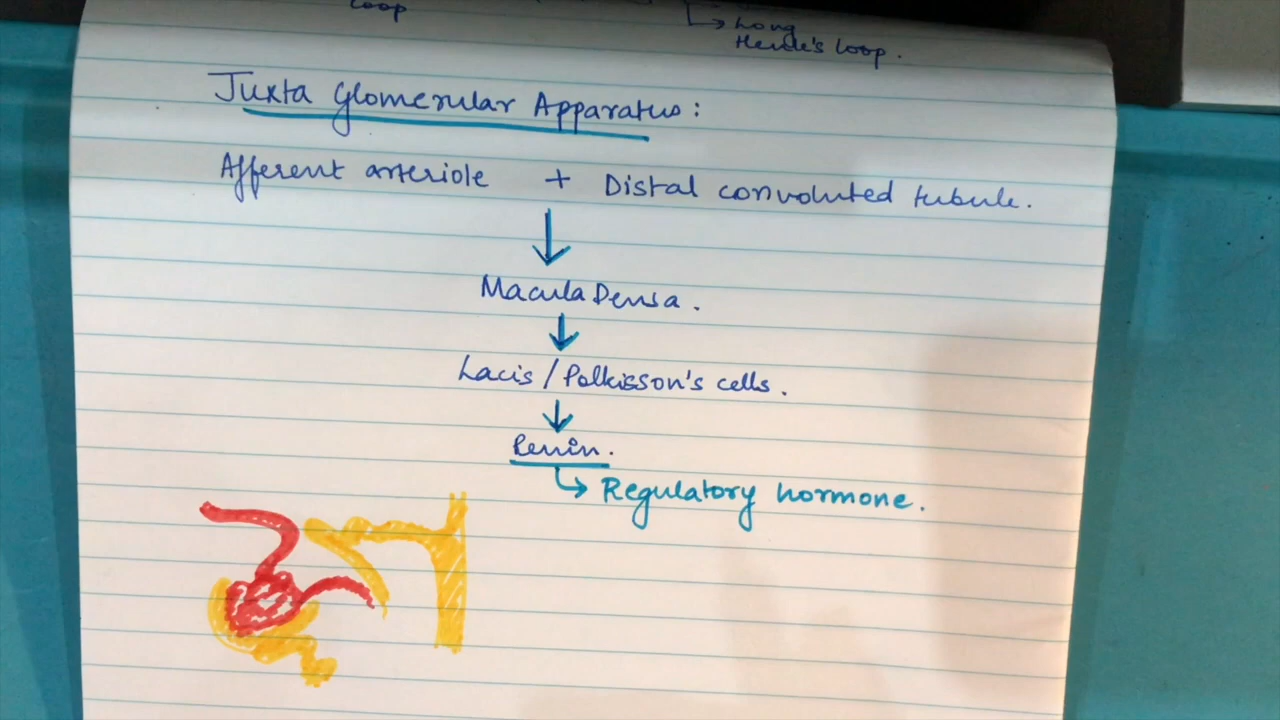 loop
→ Long
Henle's loop.
Juxta Glomerular Apparatus:
Afferent arteriole + Distal convoluted tubule.
↓
Macula Densa.
↓
Lacis / Polkisson's cells.
↓
Renin.
↳ Regulatory hormone.